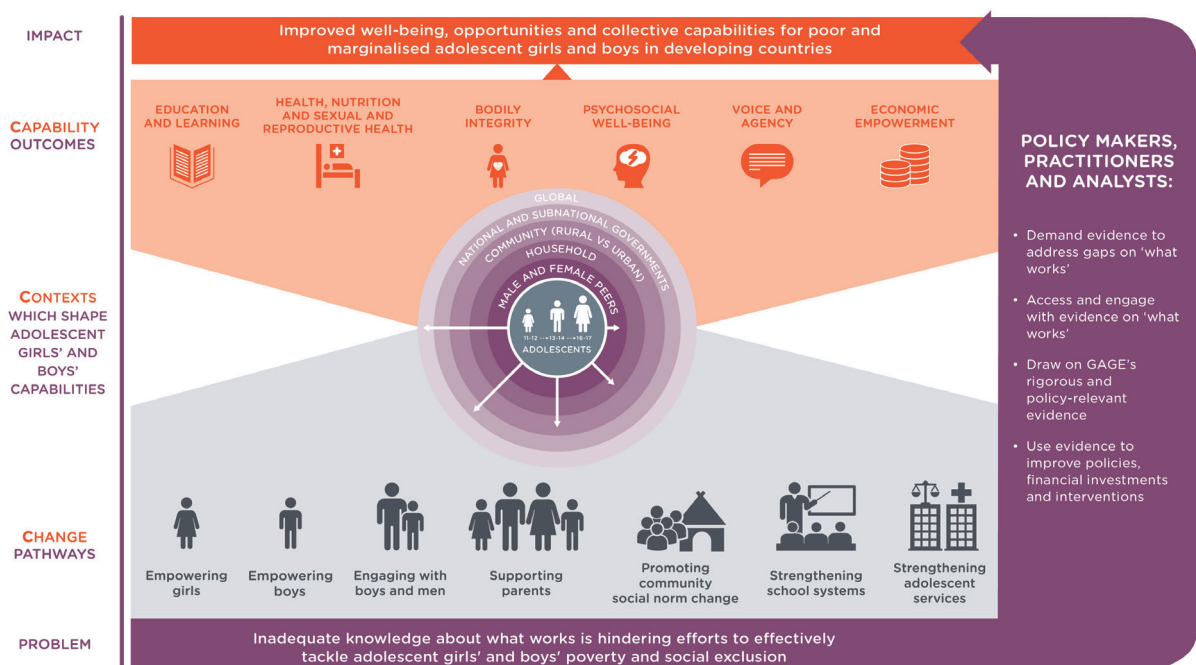 IMPACT
Improved well-being, opportunities and collective capabilities for poor and
marginalised adolescent girls and boys in developing countries
CAPABILITY
OUTCOMES
EDUCATION
AND LEARNING
HEALTH, NUTRITION
AND SEXUAL AND
REPRODUCTIVE HEALTH
BODILY
INTEGRITY
PSYCHOSOCIAL
WELL-BEING
VOICE AND
AGENCY
ECONOMIC
EMPOWERMENT
CONTEXTS
WHICH SHAPE
ADOLESCENT
GIRLS' AND
BOYS'
CAPABILITIES
GLOBAL
NATIONAL AND SUBNATIONAL GOVERNMENTS
COMMUNITY (RURAL VS URBAN)
HOUSEHOLD
MALE AND FEMALE PEERS
11-12 --➔13-14 --➔16-17
ADOLESCENTS
CHANGE
PATHWAYS
Empowering
girls
Empowering
boys
Engaging with
boys and men
Supporting
parents
Promoting
community
social norm change
Strengthening
school systems
Strengthening
adolescent
services
PROBLEM
Inadequate knowledge about what works is hindering efforts to effectively
tackle adolescent girls' and boys' poverty and social exclusion
POLICY MAKERS,
PRACTITIONERS
AND ANALYSTS:
• Demand evidence to
address gaps on 'what
works'
• Access and engage
with evidence on 'what
works'
• Draw on GAGE's
rigorous and
policy-relevant
evidence
• Use evidence to
improve policies,
financial investments
and interventions